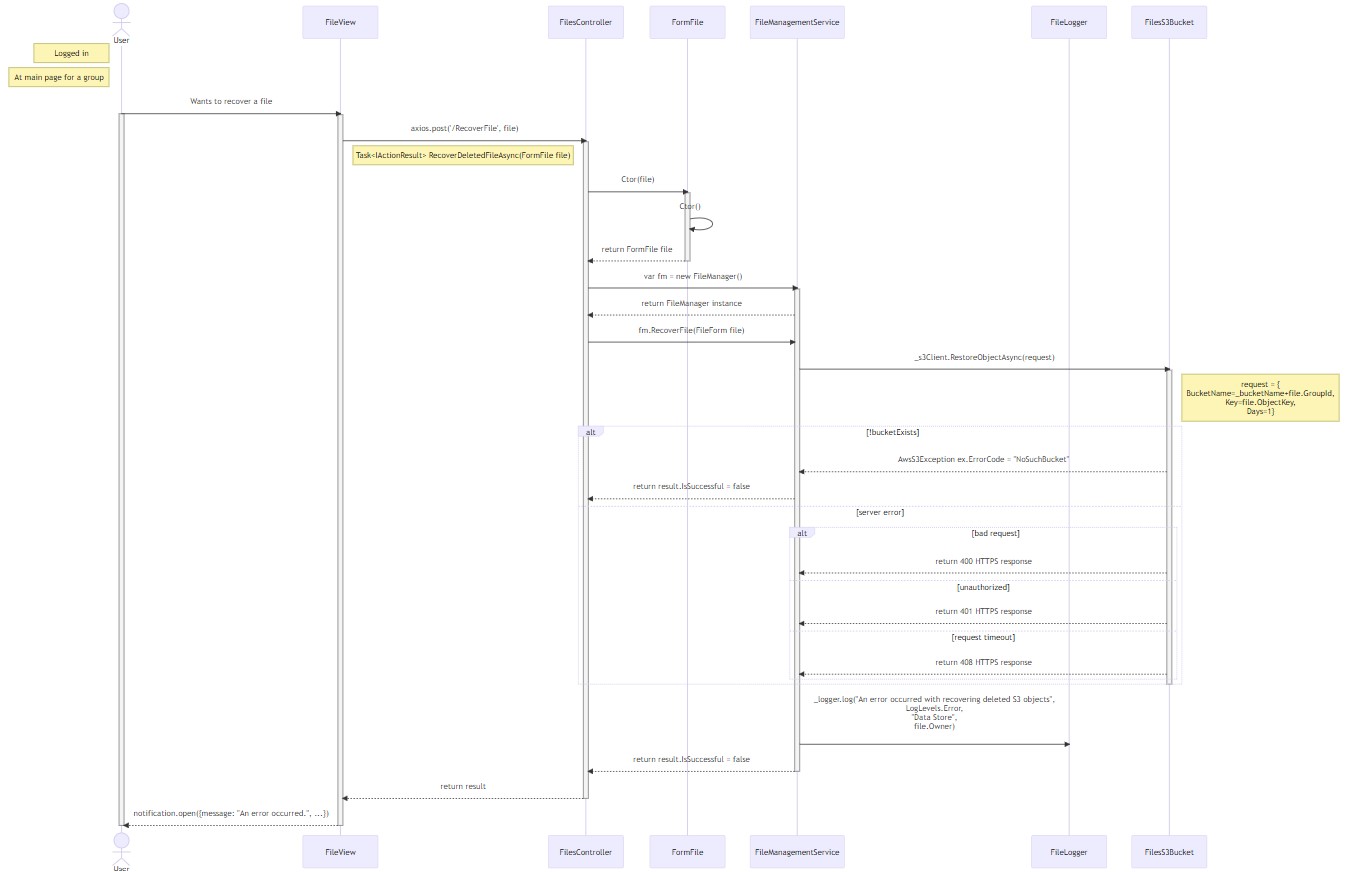 FileView
FilesController
FormFile
FileManagementService
FileLogger
FilesS3Bucket
User
Logged in
At main page for a group
Wants to recover a file
axios.post('/RecoverFile', file)
Task<IActionResult> RecoverDeletedFileAsync(FormFile file)
Ctor(file)
Ctor()
return FormFile file
var fm = new FileManager()
return FileManager instance
fm.RecoverFile(FileForm file)
_s3Client.RestoreObjectAsync(request)
request = {
BucketName=_bucketName+file.GroupId,
Key=file.ObjectKey,
Days=1}
alt
[!bucketExists]
AwsS3Exception ex.ErrorCode = "NoSuchBucket"
return result.IsSuccessful = false
[server error]
alt
[bad request]
return 400 HTTPS response
[unauthorized]
return 401 HTTPS response
[request timeout]
return 408 HTTPS response
_logger.log("An error occurred with recovering deleted S3 objects",
LogLevels.Error,
"Data Store",
file.Owner)
return result.IsSuccessful = false
return result
notification.open({message: "An error occurred.", ...})
FileView
FilesController
FormFile
FileManagementService
FileLogger
FilesS3Bucket
User